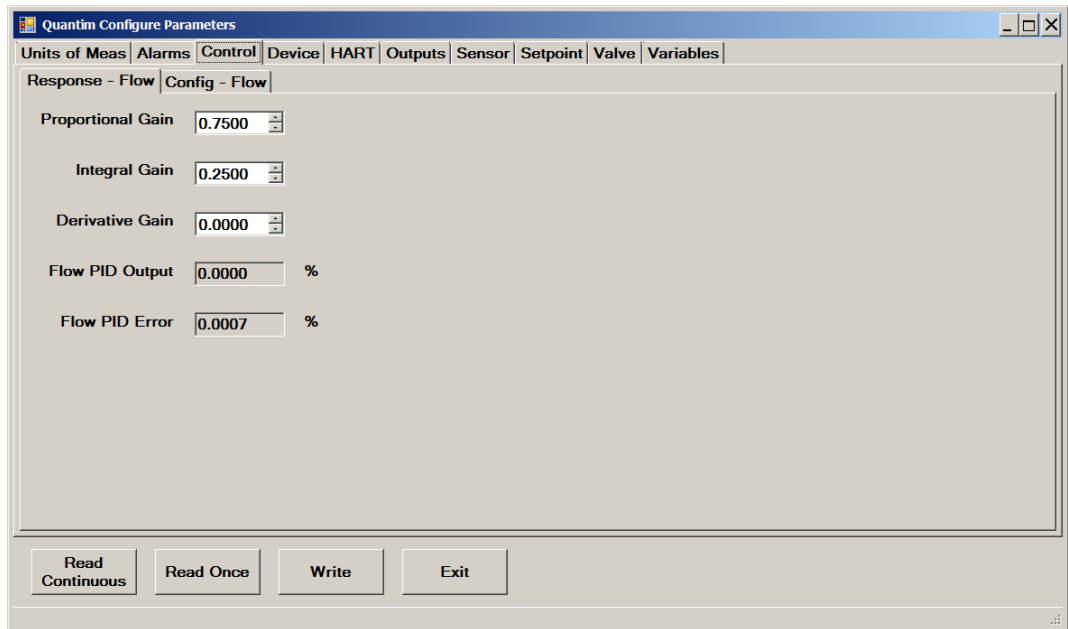 Quantim Configure Parameters
Units of Meas Alarms Control Device HART Outputs Sensor Setpoint Valve Variables
Response - Flow Config - Flow
Proportional Gain 0.7500
Integral Gain 0.2500
Derivative Gain 0.0000
Flow PID Output 0.0000 %
Flow PID Error 0.0007 %
Read
Continuous
Read Once
Write
Exit